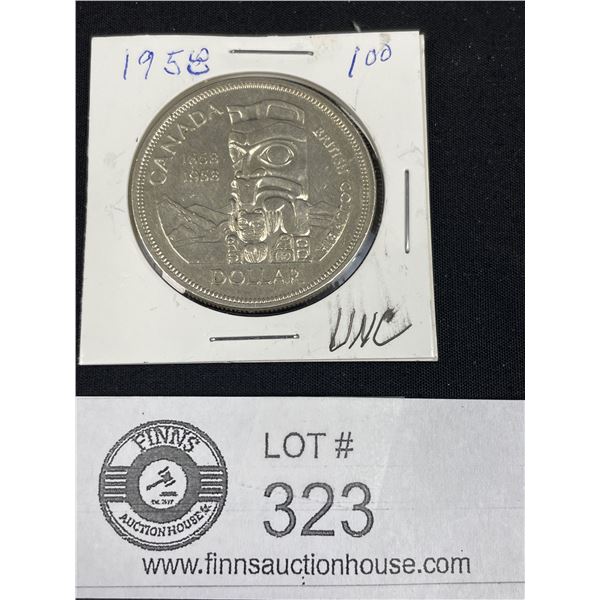 1958 100
CANADA
1858
1958
BRITISH COLUMBIA
DOLLAR
UNC
FINNS
AUCTION HOUSE
LOT #
323
www.finnsauctionhouse.com